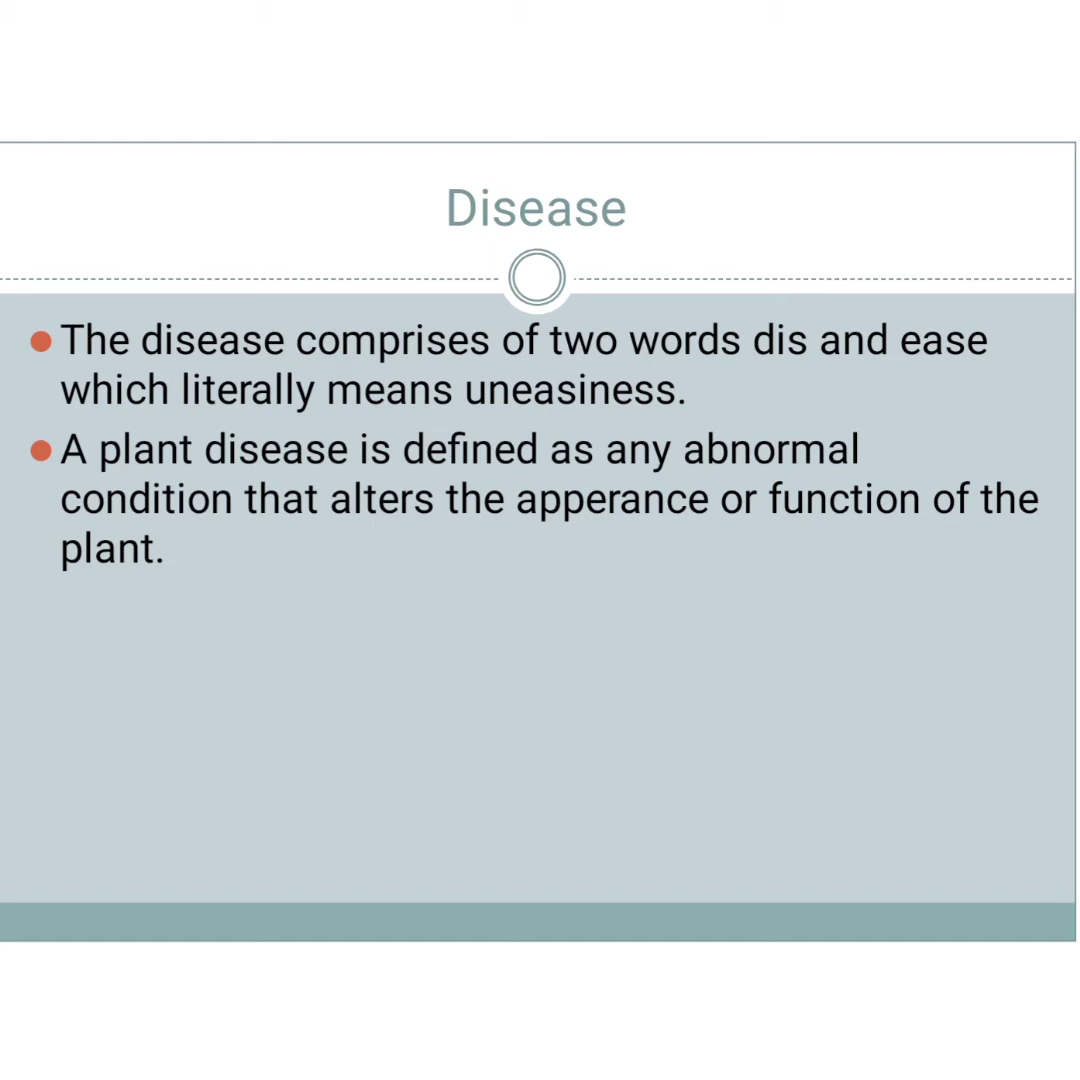 Disease
The disease comprises of two words dis and ease
which literally means uneasiness.
A plant disease is defined as any abnormal
condition that alters the apperance or function of the
plant.